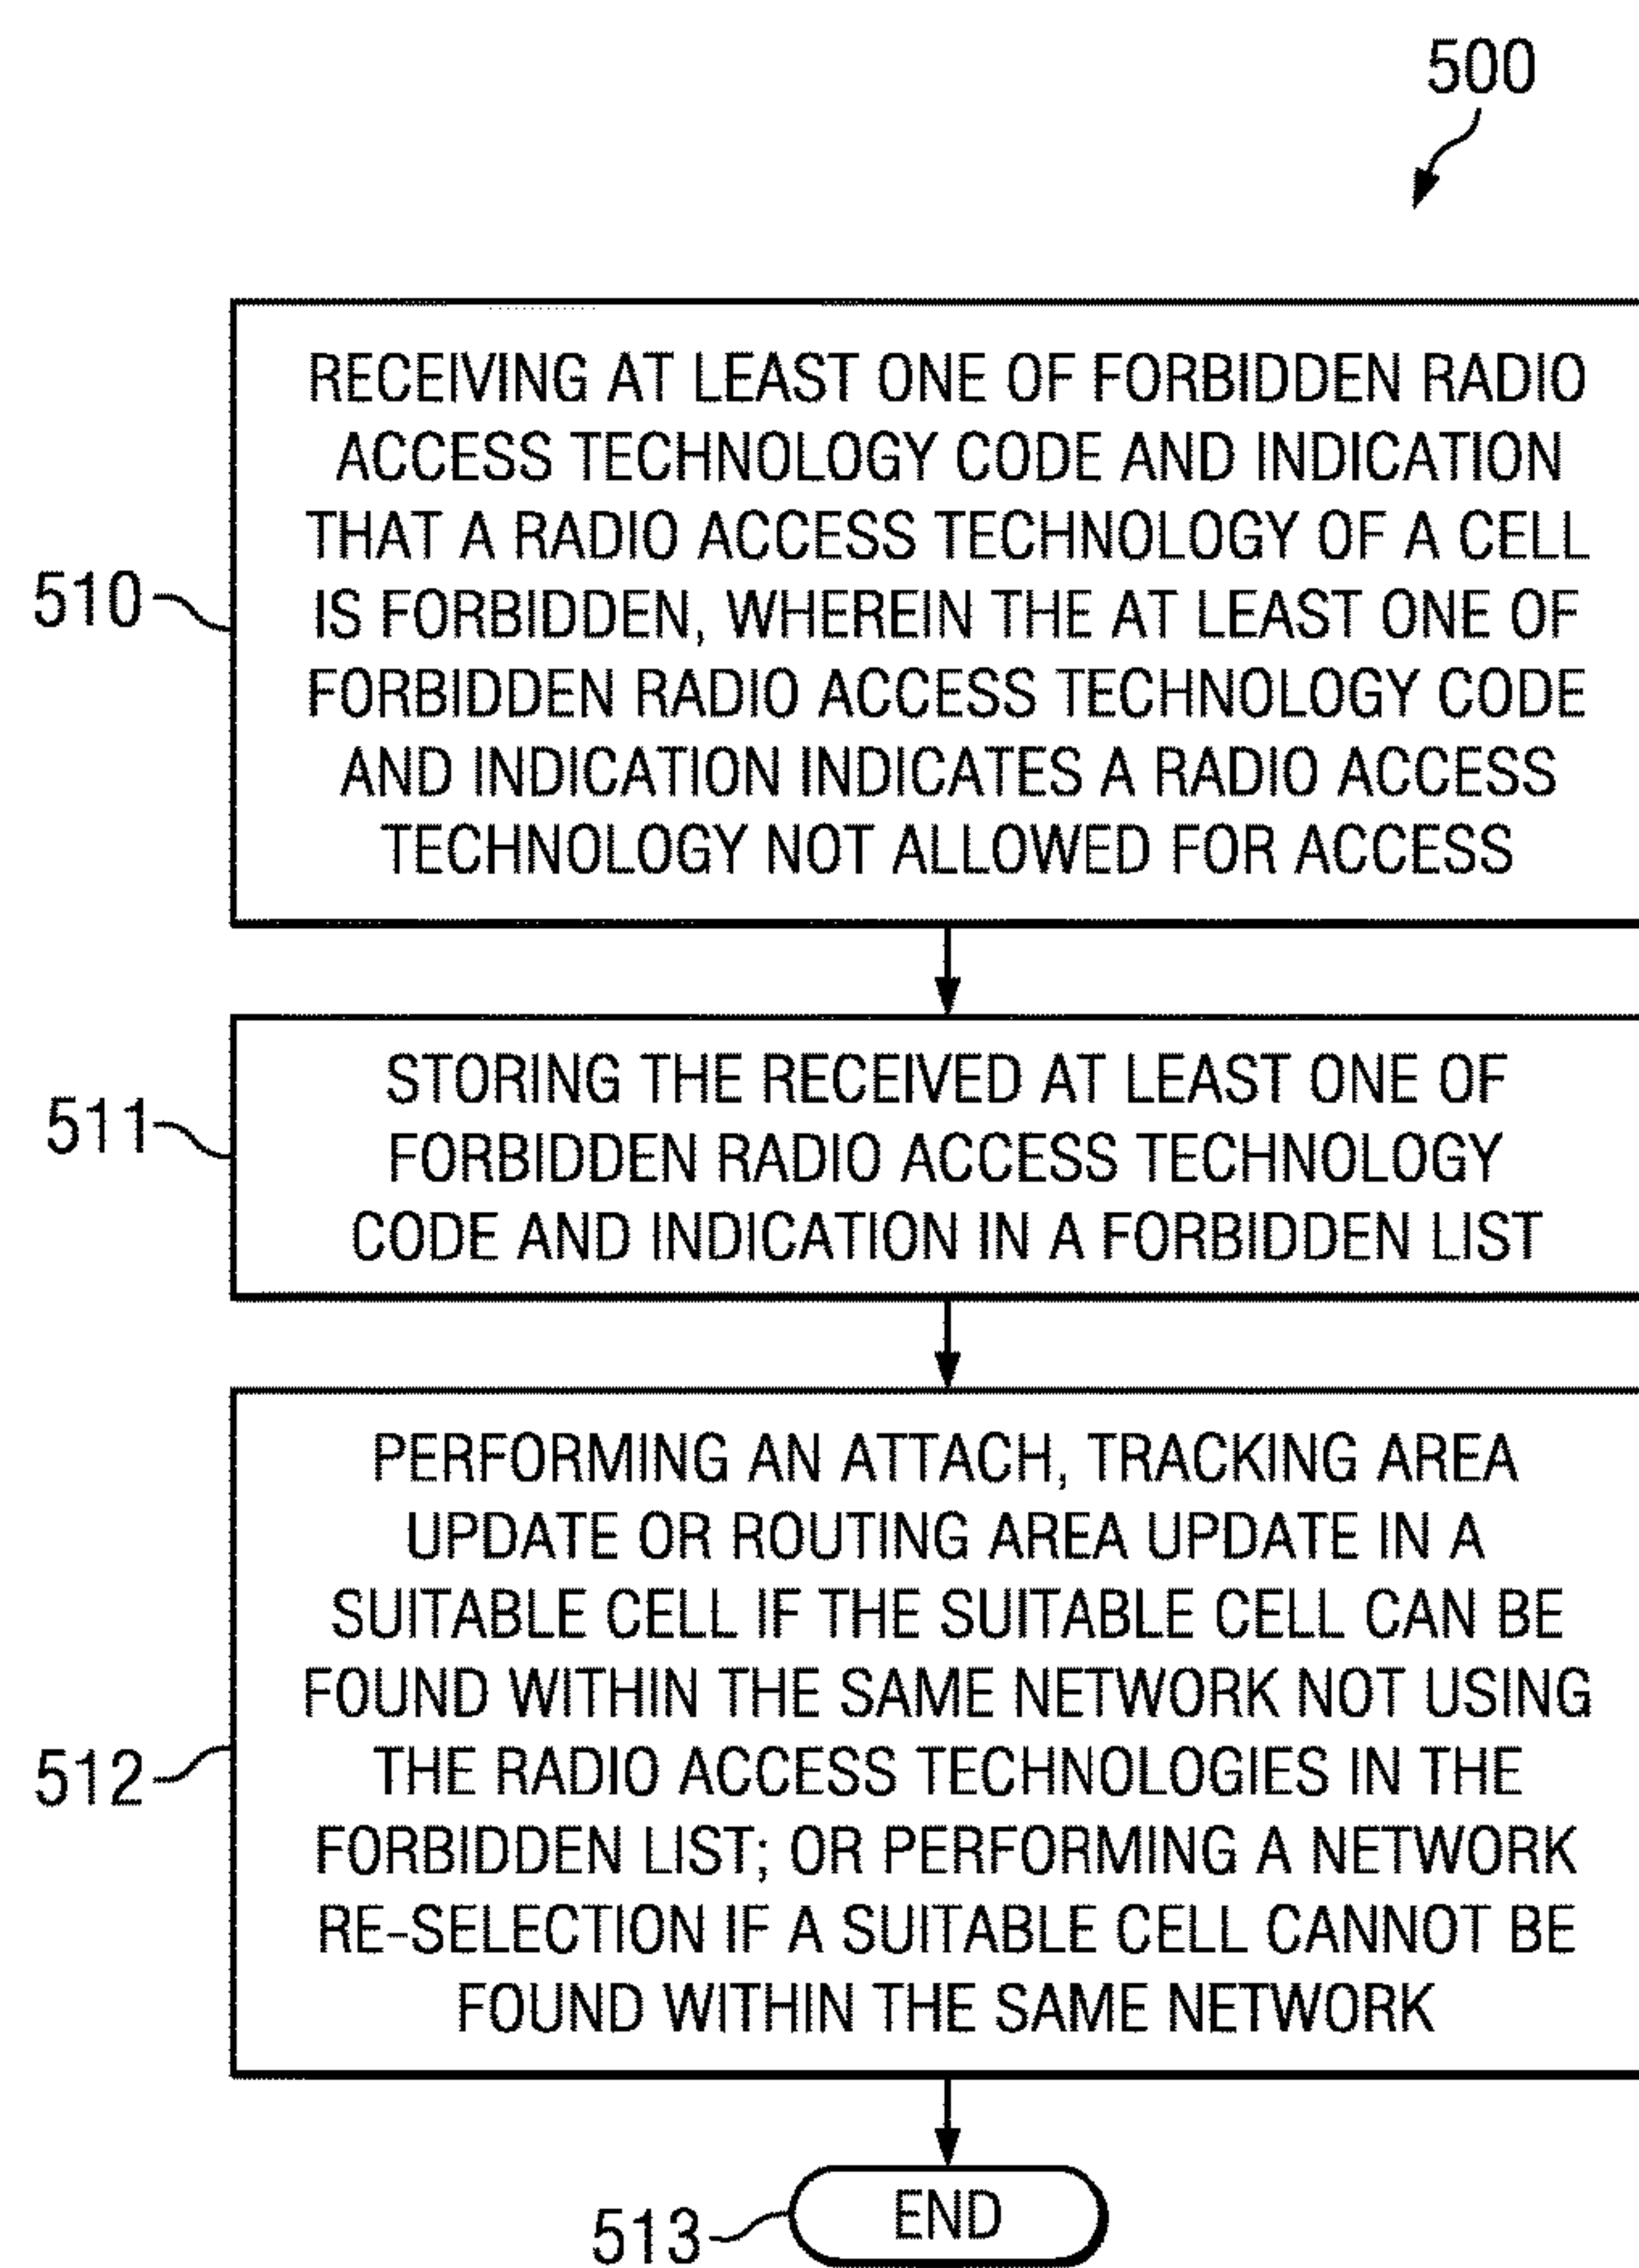 500
RECEIVING AT LEAST ONE OF FORBIDDEN RADIO
ACCESS TECHNOLOGY CODE AND INDICATION
THAT A RADIO ACCESS TECHNOLOGY OF A CELL
IS FORBIDDEN, WHEREIN THE AT LEAST ONE OF
FORBIDDEN RADIO ACCESS TECHNOLOGY CODE
AND INDICATION INDICATES A RADIO ACCESS
TECHNOLOGY NOT ALLOWED FOR ACCESS
510
STORING THE RECEIVED AT LEAST ONE OF
FORBIDDEN RADIO ACCESS TECHNOLOGY
CODE AND INDICATION IN A FORBIDDEN LIST
511
PERFORMING AN ATTACH, TRACKING AREA
UPDATE OR ROUTING AREA UPDATE IN A
SUITABLE CELL IF THE SUITABLE CELL CAN BE
FOUND WITHIN THE SAME NETWORK NOT USING
THE RADIO ACCESS TECHNOLOGIES IN THE
FORBIDDEN LIST; OR PERFORMING A NETWORK
RE-SELECTION IF A SUITABLE CELL CANNOT BE
FOUND WITHIN THE SAME NETWORK
512
END
513